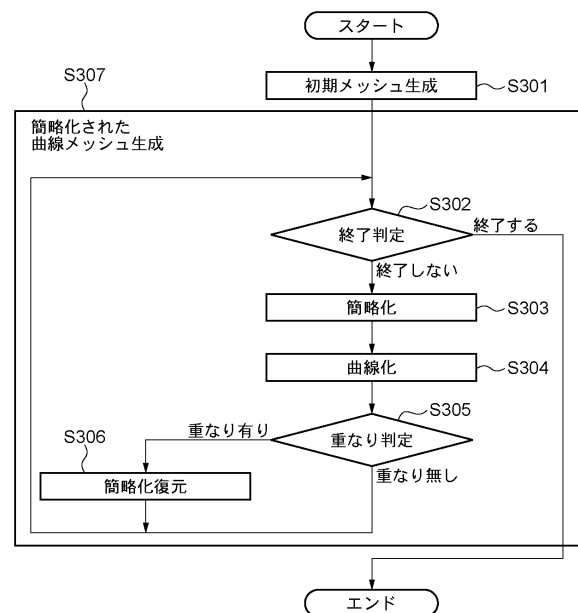 スタート
S307
初期メッシュ生成
S301
簡略化された
曲線メッシュ生成
S302
終了判定
終了する
終了しない
簡略化
S303
曲線化
S304
S305
重なり有り
重なり判定
S306
重なり無し
簡略化復元
エンド